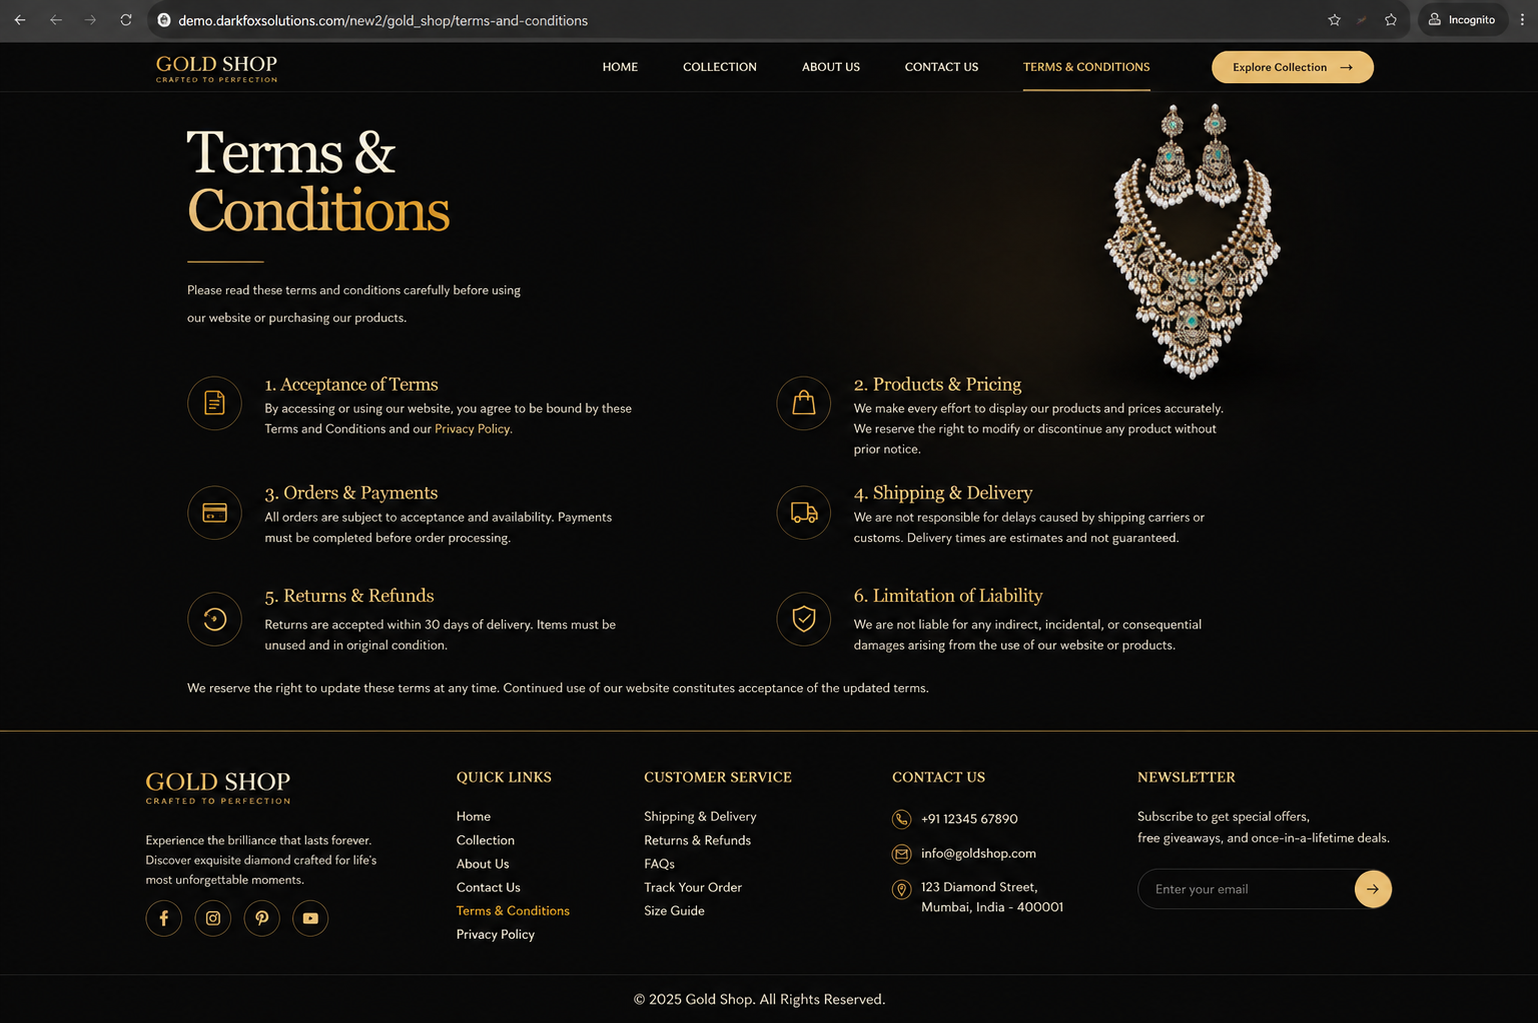 demo.darkfoxsolutions.com/new2/gold_shop/terms-and-conditions
Incognito
GOLD SHOP
CRAFTED TO PERFECTION
HOME
COLLECTION
ABOUT US
CONTACT US
TERMS & CONDITIONS
Explore Collection →
Terms &
Conditions
Please read these terms and conditions carefully before using
our website or purchasing our products.
1. Acceptance of Terms
By accessing or using our website, you agree to be bound by these
Terms and Conditions and our Privacy Policy.
2. Products & Pricing
We make every effort to display our products and prices accurately.
We reserve the right to modify or discontinue any product without
prior notice.
3. Orders & Payments
All orders are subject to acceptance and availability. Payments
must be completed before order processing.
4. Shipping & Delivery
We are not responsible for delays caused by shipping carriers or
customs. Delivery times are estimates and not guaranteed.
5. Returns & Refunds
Returns are accepted within 30 days of delivery. Items must be
unused and in original condition.
6. Limitation of Liability
We are not liable for any indirect, incidental, or consequential
damages arising from the use of our website or products.
We reserve the right to update these terms at any time. Continued use of our website constitutes acceptance of the updated terms.
GOLD SHOP
CRAFTED TO PERFECTION
Experience the brilliance that lasts forever.
Discover exquisite diamond crafted for life's
most unforgettable moments.
QUICK LINKS
Home
Collection
About Us
Contact Us
Terms & Conditions
Privacy Policy
CUSTOMER SERVICE
Shipping & Delivery
Returns & Refunds
FAQs
Track Your Order
Size Guide
CONTACT US
+91 12345 67890
info@goldshop.com
123 Diamond Street,
Mumbai, India - 400001
NEWSLETTER
Subscribe to get special offers,
free giveaways, and once-in-a-lifetime deals.
Enter your email
© 2025 Gold Shop. All Rights Reserved.